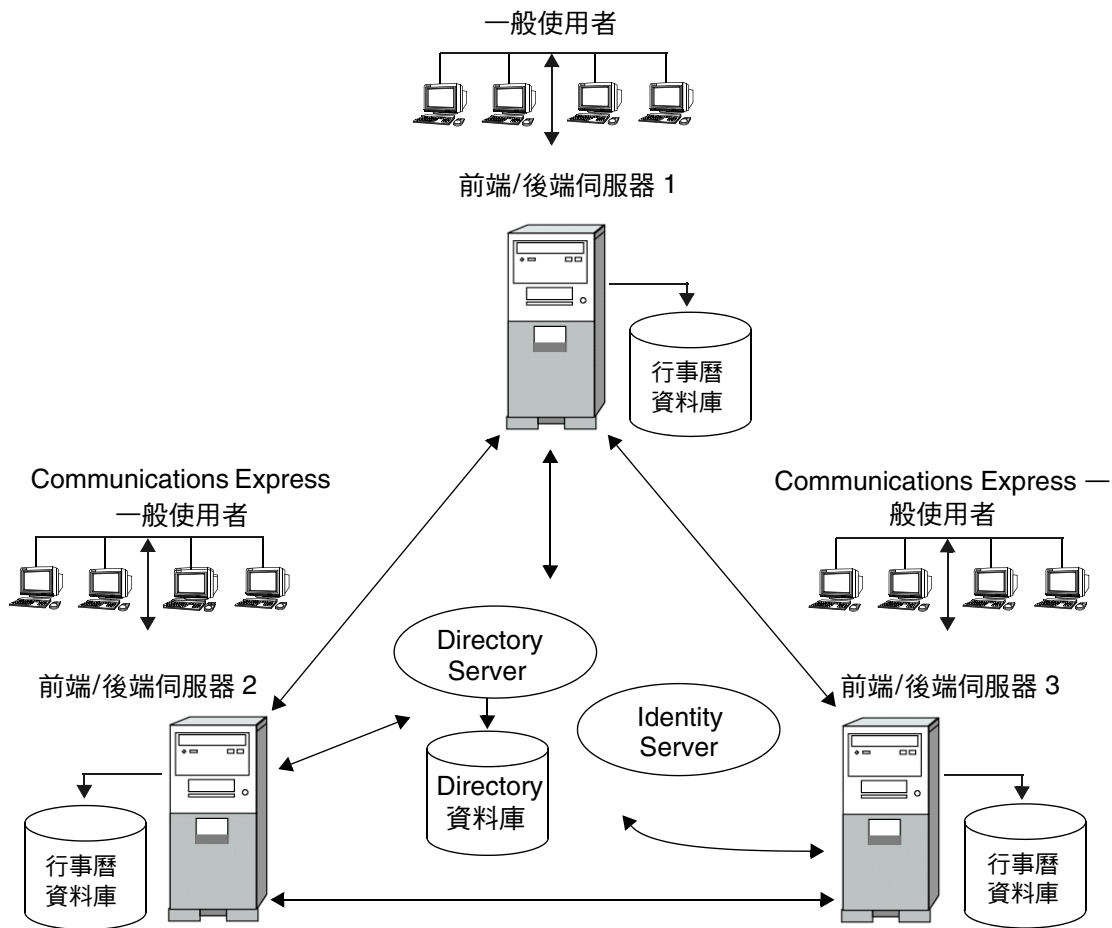 一般使用者
前端/後端伺服器 1
行事曆
資料庫
Communications Express
一般使用者
Communications Express 一
般使用者
Directory
Server
前端/後端伺服器 2
Identity
Server
前端/後端伺服器 3
Directory
資料庫
行事曆
資料庫
行事曆
資料庫